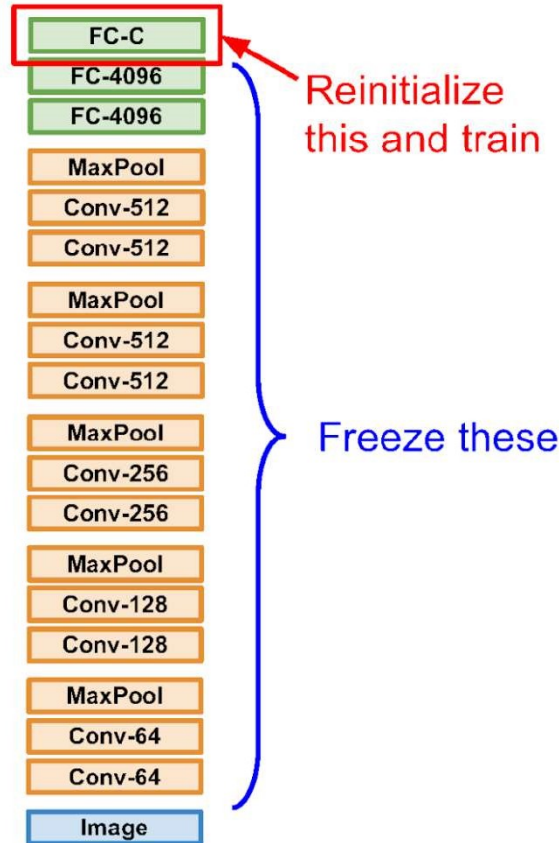 FC-C
FC-4096
FC-4096
Reinitialize
this and train
MaxPool
Conv-512
Conv-512
MaxPool
Conv-512
Conv-512
MaxPool
Conv-256
Conv-256
Freeze these
MaxPool
Conv-128
Conv-128
MaxPool
Conv-64
Conv-64
Image